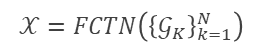 𝒳 = FCTN({𝒢_K}_{k=1}^N)